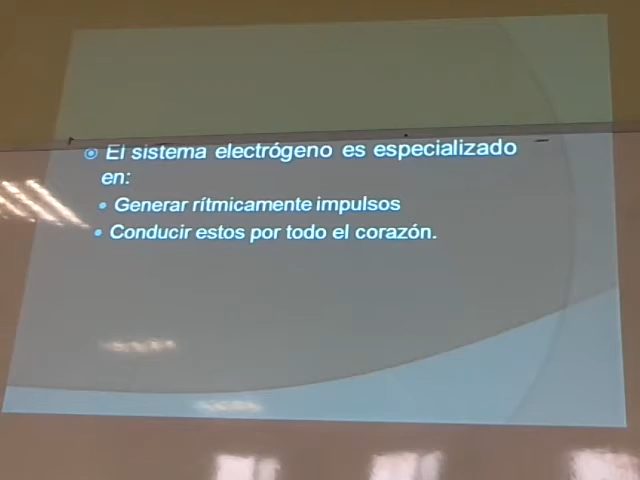 El sistema electrógeno es especializado
en:
Generar rítmicamente impulsos
Conducir estos por todo el corazón.